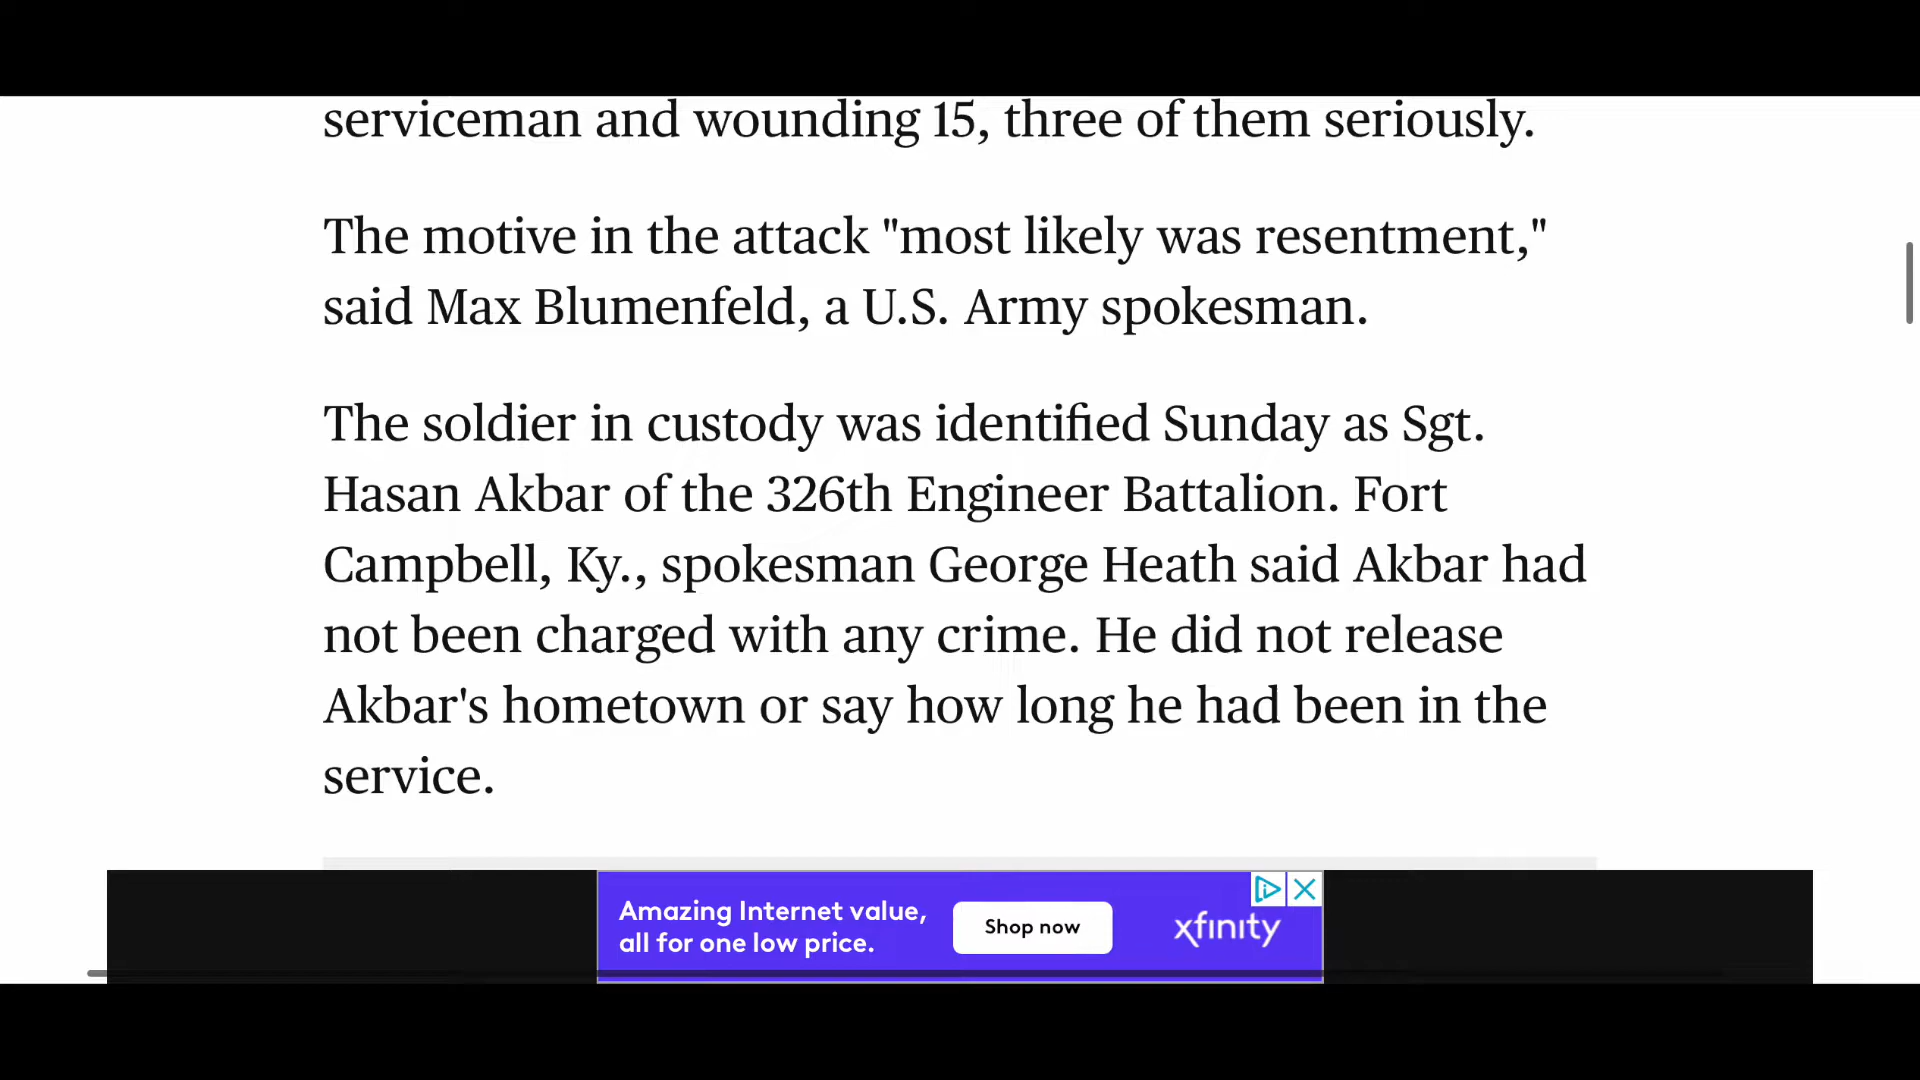 serviceman and wounding 15, three of them seriously.
The motive in the attack "most likely was resentment,"
said Max Blumenfeld, a U.S. Army spokesman.
The soldier in custody was identified Sunday as Sgt.
Hasan Akbar of the 326th Engineer Battalion. Fort
Campbell, Ky., spokesman George Heath said Akbar had
not been charged with any crime. He did not release
Akbar's hometown or say how long he had been in the
service.
Amazing Internet value,
all for one low price.
Shop now
xfinity